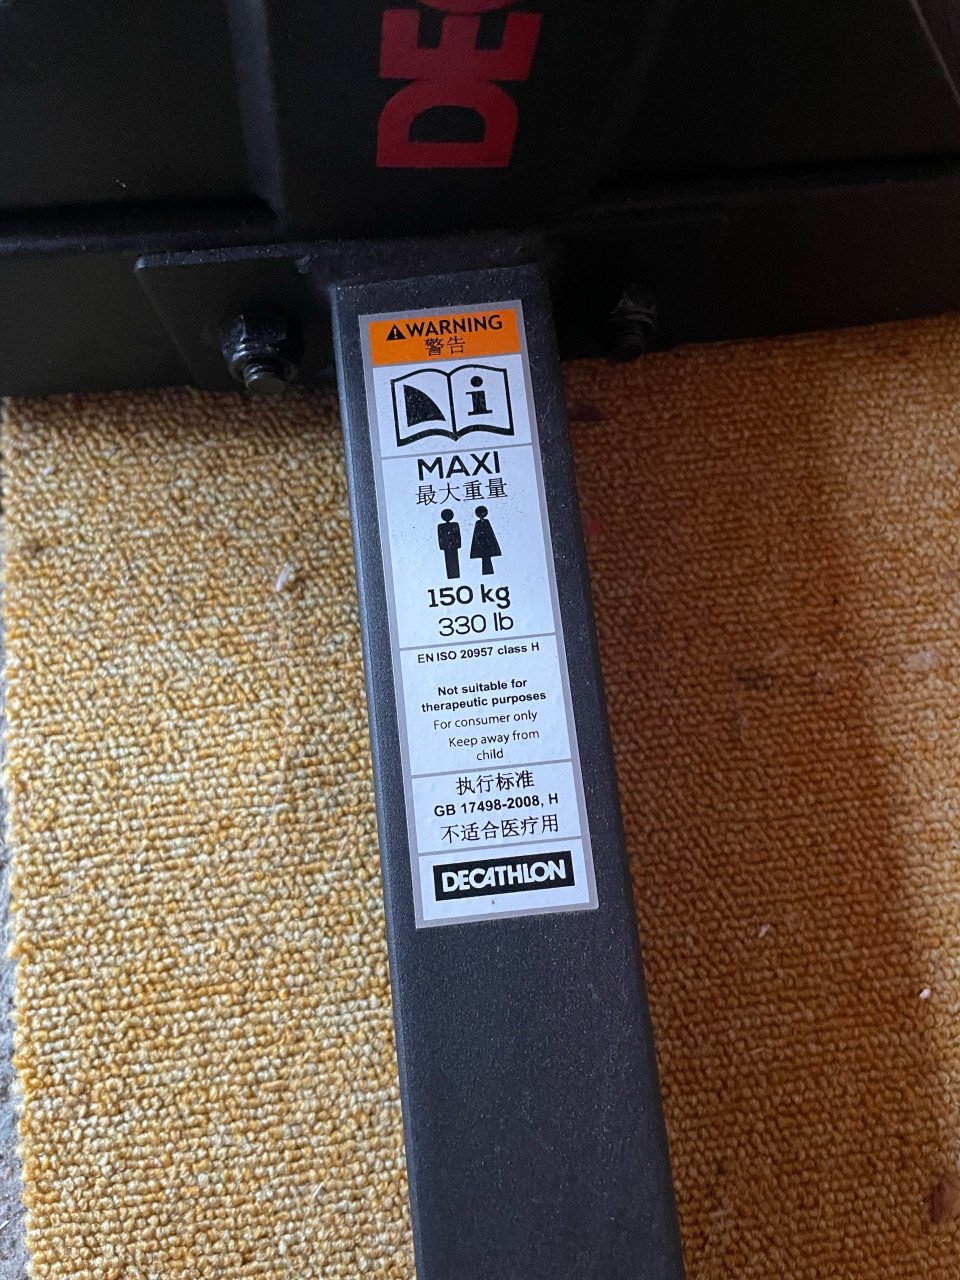 DEC
⚠WARNING
警告
i
MAXI
最大重量
150 kg
330 lb
EN ISO 20957 class H
Not suitable for
therapeutic purposes
For consumer only
Keep away from
child
执行标准
GB 17498-2008, H
不适合医疗用
DECATHLON